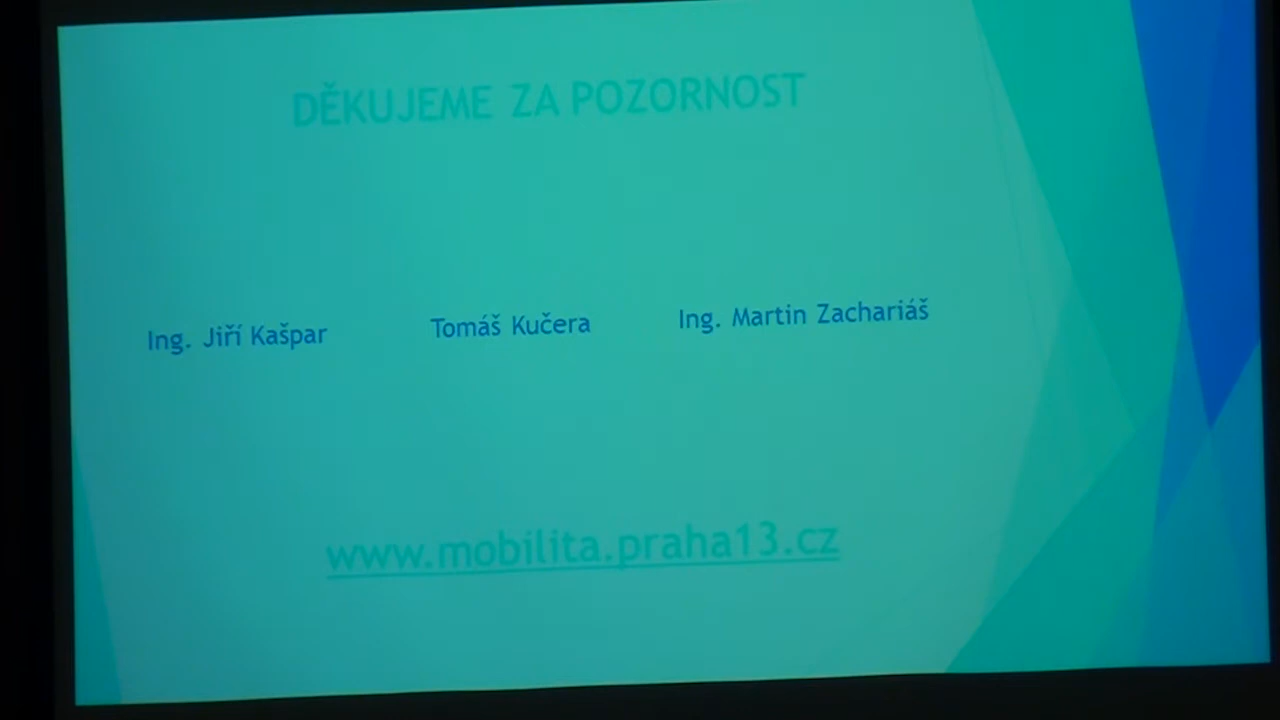 DĚKUJEME ZA POZORNOST
Ing. Jiří Kašpar Tomáš Kučera Ing. Martin Zachariáš
www.mobilita.praha13.cz